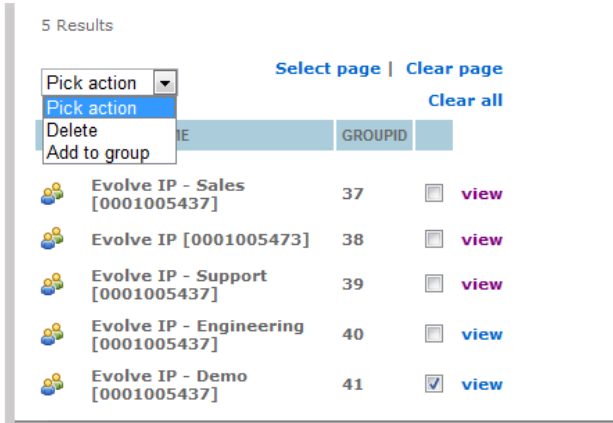 5 Results
Select page | Clear page
Pick action
Clear all
Pick action
Delete
Add to group
ME GROUPID
Evolve IP - Sales
[0001005437] 37 view
Evolve IP [0001005473] 38 view
Evolve IP - Support
[0001005437] 39 view
Evolve IP - Engineering
[0001005437] 40 view
Evolve IP - Demo
[0001005437] 41 view